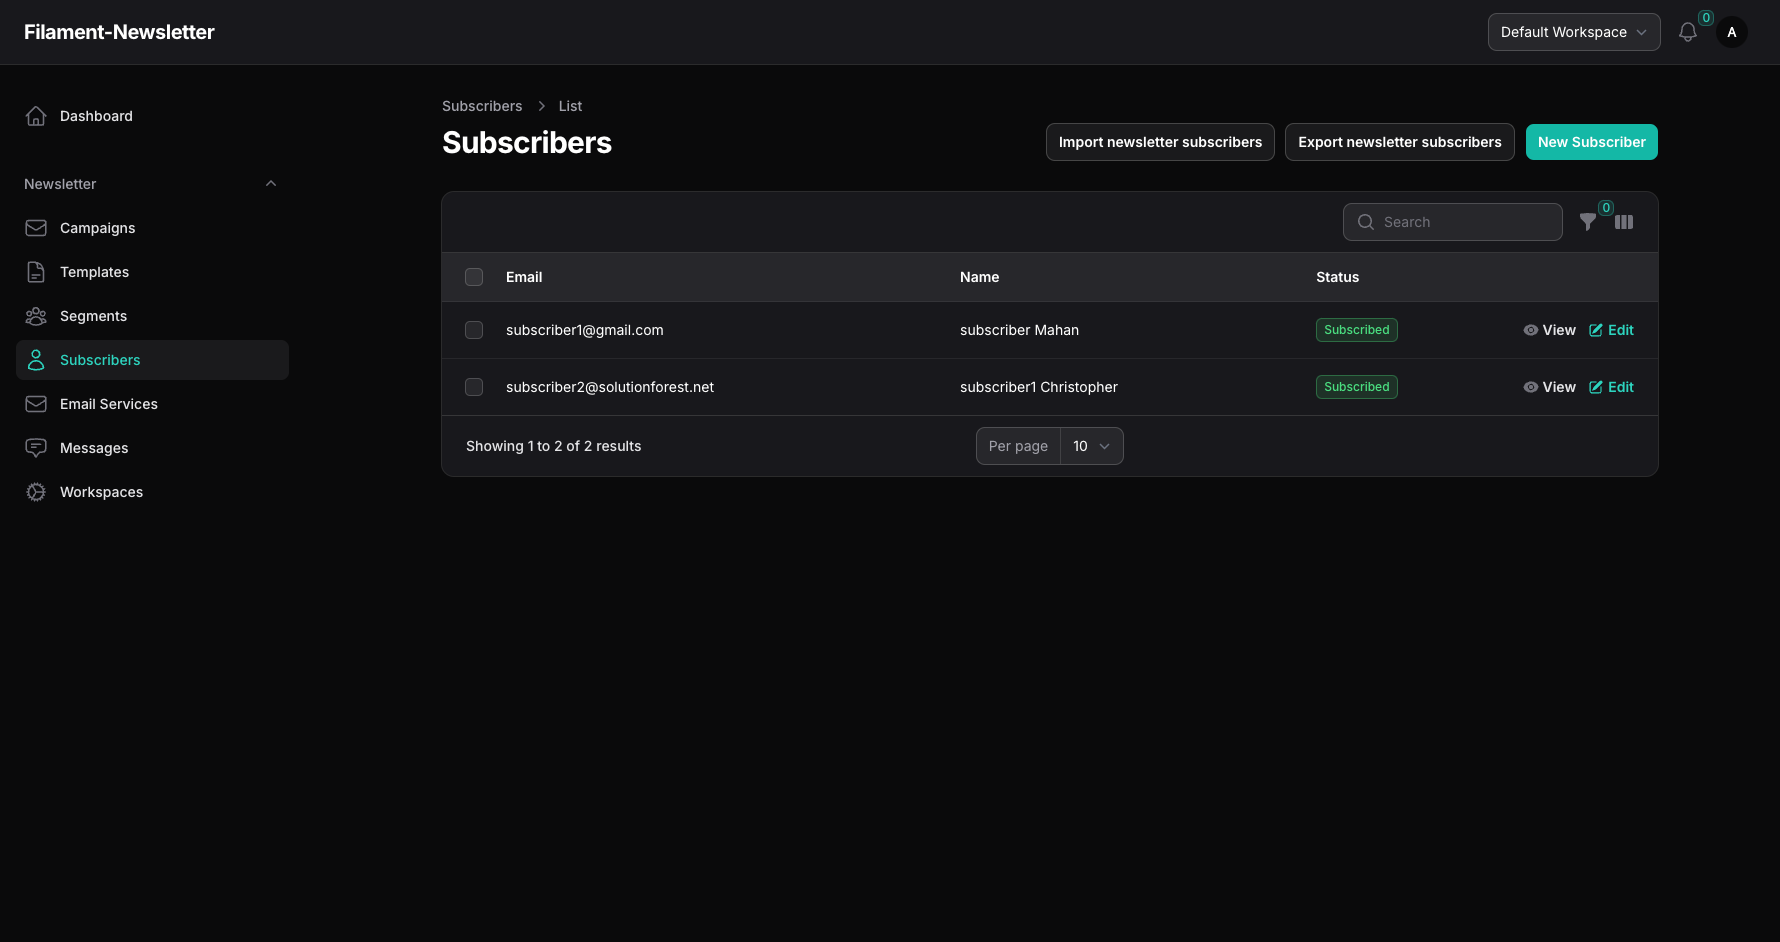 Filament-Newsletter
Default Workspace
0
A
Dashboard
Newsletter
Campaigns
Templates
Segments
Subscribers
Email Services
Messages
Workspaces
Subscribers > List
Subscribers
Import newsletter subscribers
Export newsletter subscribers
New Subscriber
Search
0
Email Name Status
subscriber1@gmail.com subscriber Mahan Subscribed View Edit
subscriber2@solutionforest.net subscriber1 Christopher Subscribed View Edit
Showing 1 to 2 of 2 results
Per page 10